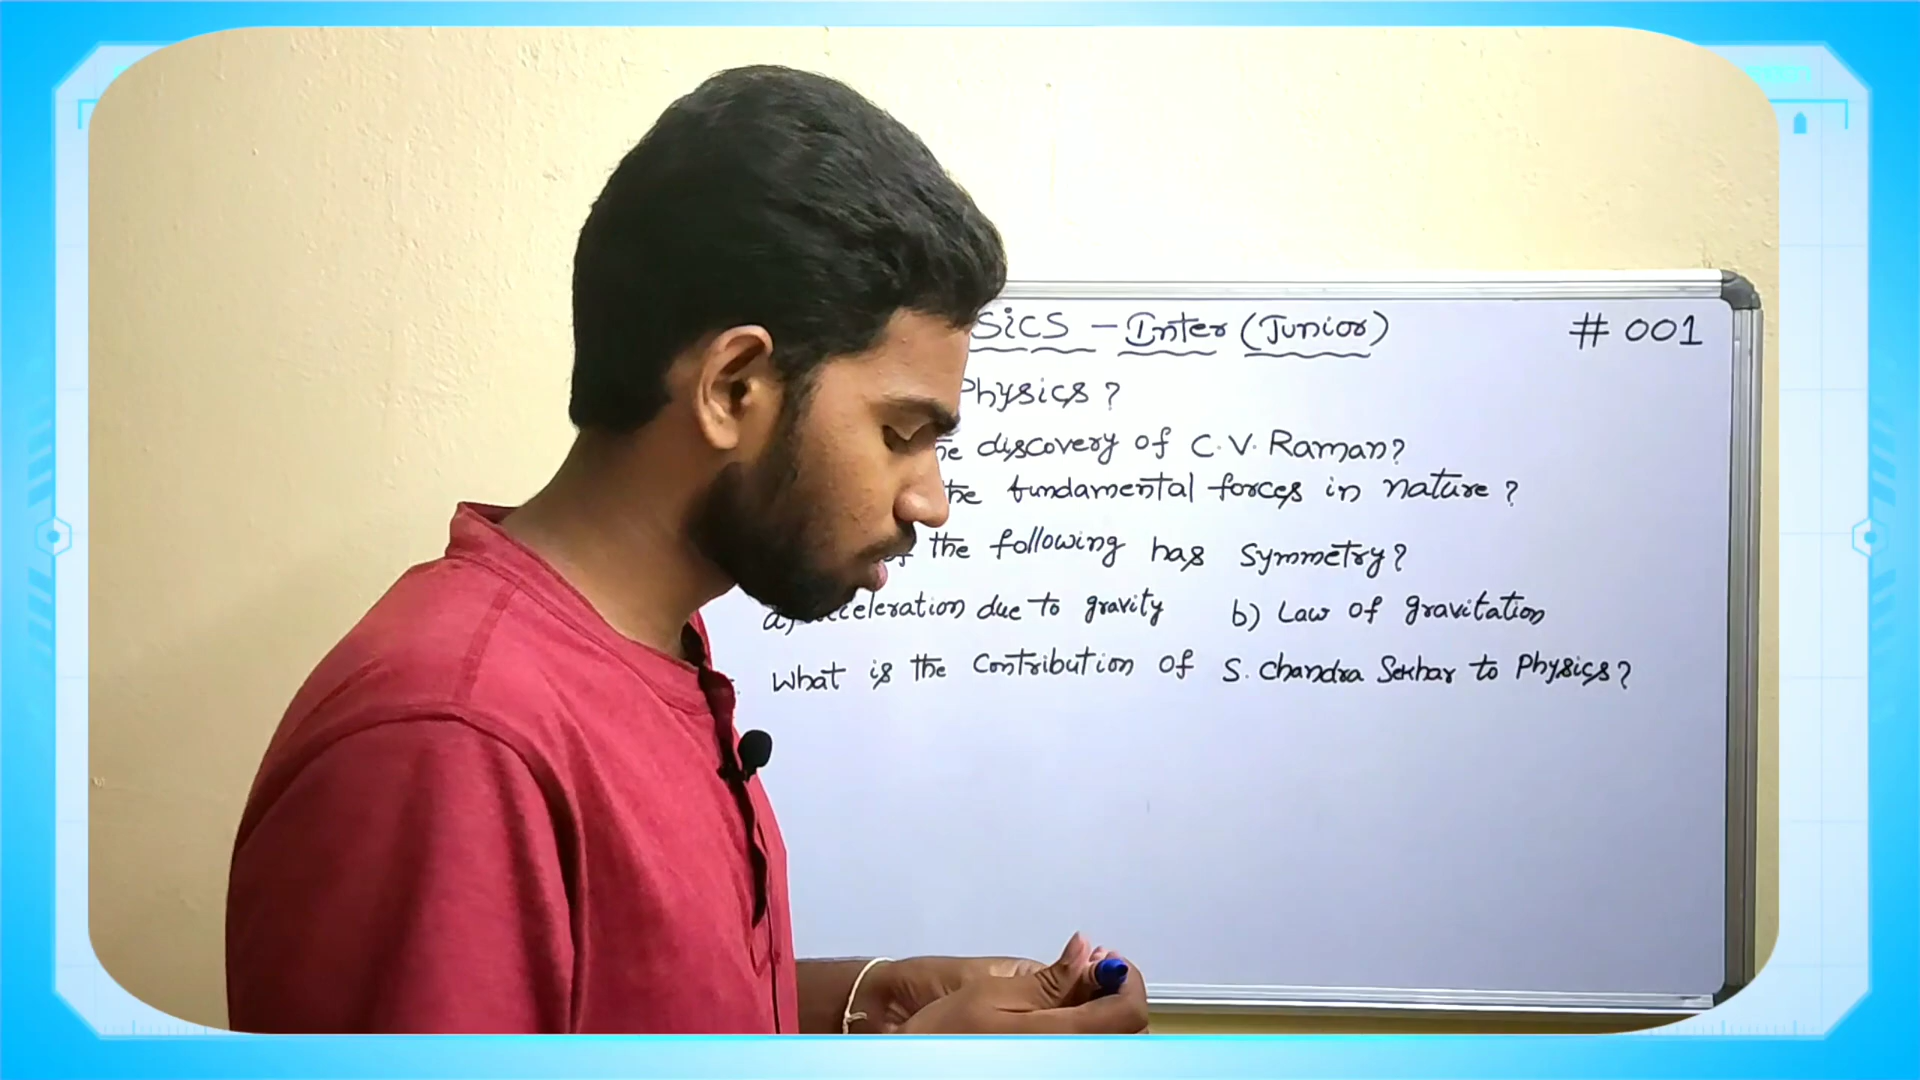 SiCS - Inter (Junior) # 001
Physics?
discovery of C.V. Raman?
the fundamental forces in nature?
of the following has Symmetry?
a) acceleration due to gravity b) Law of gravitation
What is the Contribution of S. Chandra Sekhar to Physics?